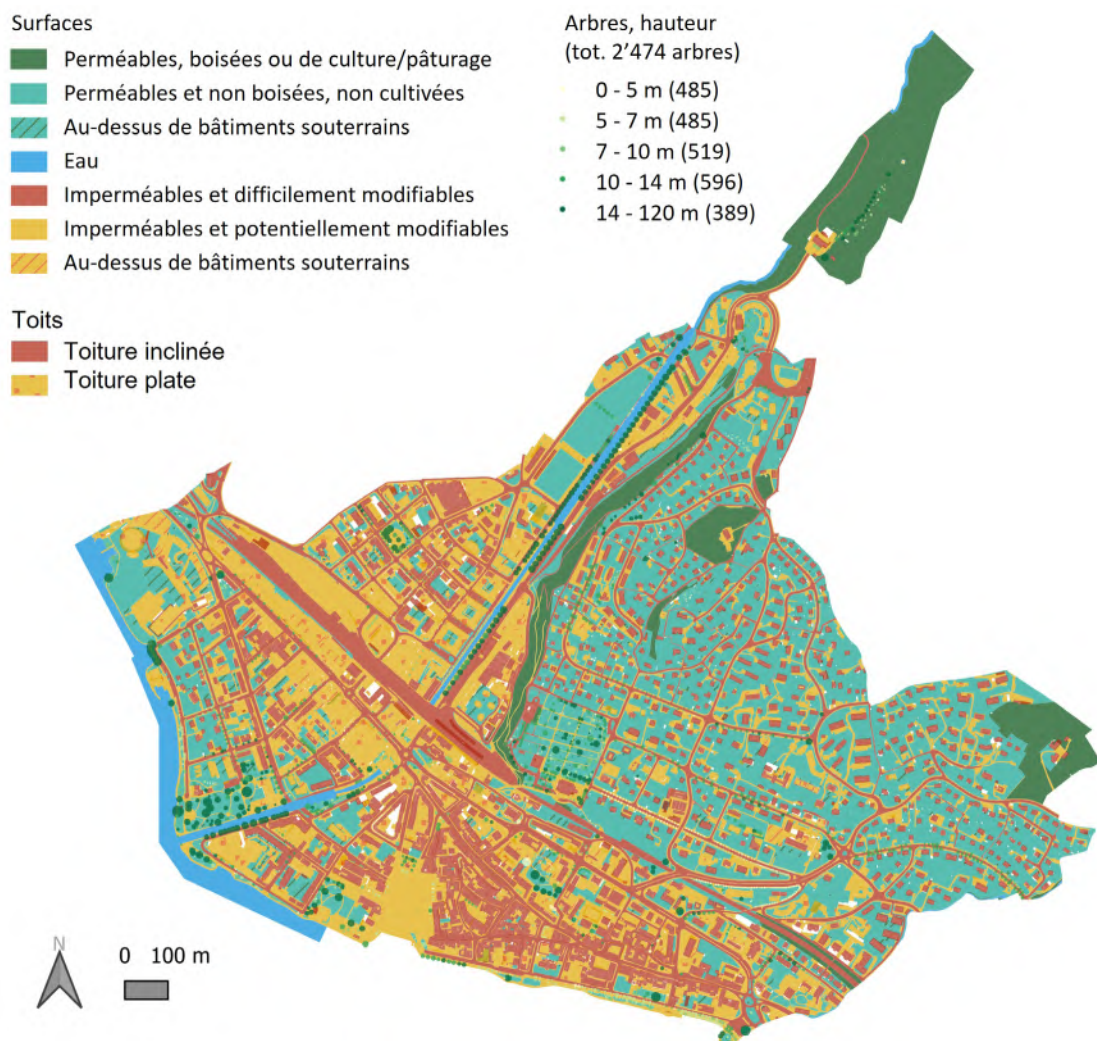 Surfaces
Perméables, boisées ou de culture/pâturage
Perméables et non boisées, non cultivées
Au-dessus de bâtiments souterrains
Eau
Imperméables et difficilement modifiables
Imperméables et potentiellement modifiables
Au-dessus de bâtiments souterrains
Toits
Toiture inclinée
Toiture plate
Arbres, hauteur
(tot. 2'474 arbres)
0 - 5 m (485)
5 - 7 m (485)
7 - 10 m (519)
10 - 14 m (596)
14 - 120 m (389)
N
0 100 m